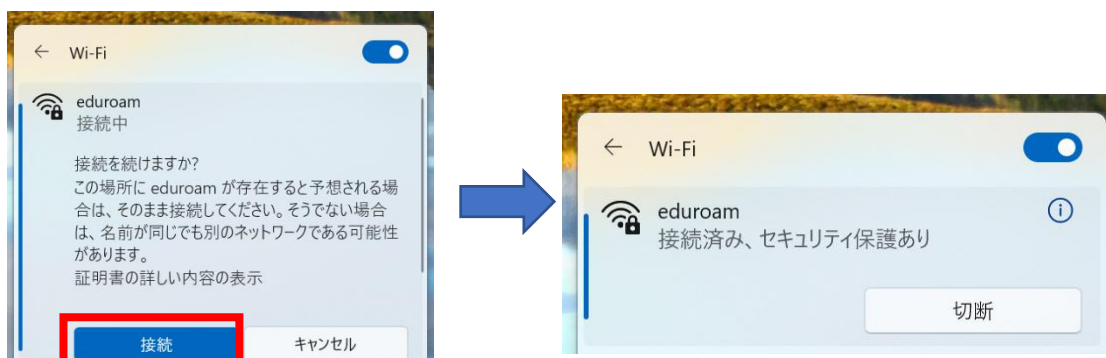 Wi-Fi
eduroam
接続中
接続を続けますか?
この場所に eduroam が存在すると予想される場
合は、そのまま接続してください。そうでない場合
は、名前が同じでも別のネットワークである可能性
があります。
証明書の詳しい内容の表示
接続
キャンセル
Wi-Fi
eduroam
接続済み、セキュリティ保護あり
切断